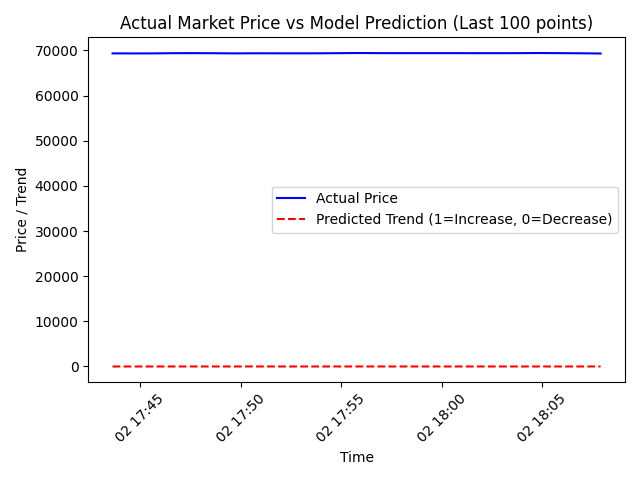 Actual Market Price vs Model Prediction (Last 100 points)
Price / Trend
70000
60000
50000
40000
30000
20000
10000
0
Actual Price
Predicted Trend (1=Increase, 0=Decrease)
02 17:45
02 17:50
02 17:55
02 18:00
02 18:05
Time